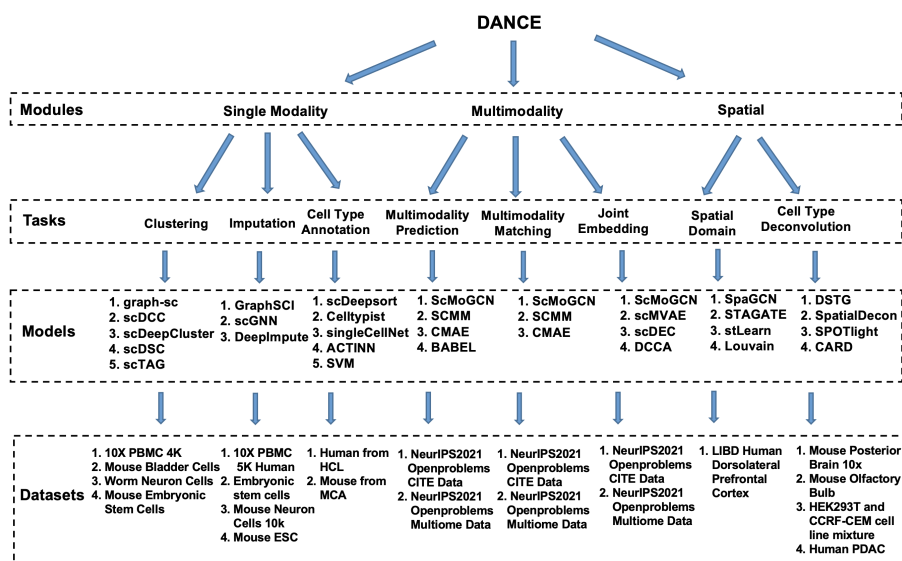 DANCE
Modules
Single Modality
Multimodality
Spatial
Tasks
Clustering
Imputation
Cell Type
Annotation
Multimodality
Prediction
Multimodality
Matching
Joint
Embedding
Spatial
Domain
Cell Type
Deconvolution
Models
1. graph-sc
2. scDCC
3. scDeepCluster
4. scDSC
5. scTAG
1. GraphSCI
2. scGNN
3. DeepImpute
1. scDeepsort
2. Celltypist
3. singleCellNet
4. ACTINN
5. SVM
1. ScMoGCN
2. SCMM
3. CMAE
4. BABEL
1. ScMoGCN
2. SCMM
3. CMAE
1. ScMoGCN
2. scMVAE
3. scDEC
4. DCCA
1. SpaGCN
2. STAGATE
3. stLearn
4. Louvain
1. DSTG
2. SpatialDecon
3. SPOTlight
4. CARD
Datasets
1. 10X PBMC 4K
2. Mouse Bladder Cells
3. Worm Neuron Cells
4. Mouse Embryonic
Stem Cells
1. 10X PBMC
5K Human
2. Embryonic
stem cells
3. Mouse Neuron
Cells 10k
4. Mouse ESC
1. Human from
HCL
2. Mouse from
MCA
1. NeurIPS2021
Openproblems
CITE Data
2. NeurIPS2021
Openproblems
Multiome Data
1. NeurIPS2021
Openproblems
CITE Data
2. NeurIPS2021
Openproblems
Multiome Data
1. NeurIPS2021
Openproblems
CITE Data
2. NeurIPS2021
Openproblems
Multiome Data
1. LIBD Human
Dorsolateral
Prefrontal
Cortex
1. Mouse Posterior
Brain 10x
2. Mouse Olfactory
Bulb
3. HEK293T and
CCRF-CEM cell
line mixture
4. Human PDAC